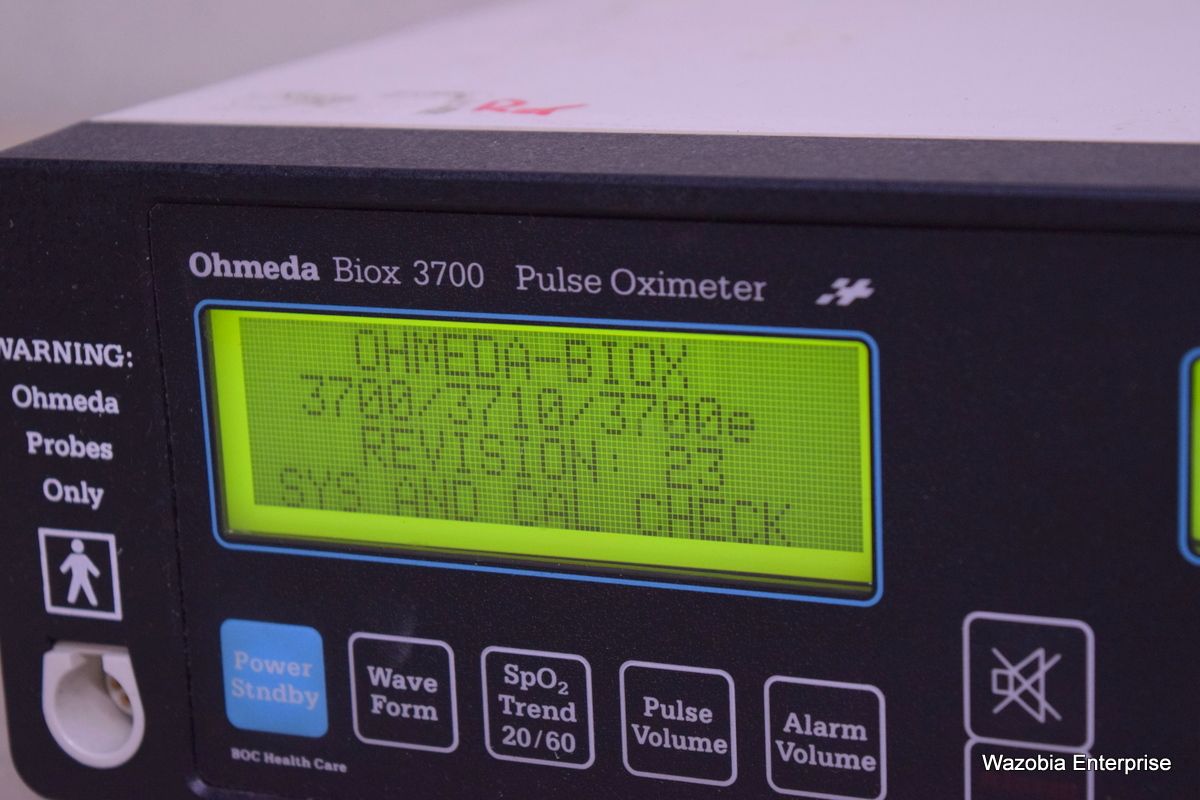 Ohmeda Biox 3700 Pulse Oximeter
OHMEDA-BIOX
3700/3710/3700e
REVISION: 23
SYS AND CAL CHECK
WARNING:
Ohmeda
Probes
Only
Power
Stndby
Wave
Form
SpO₂
Trend
20/60
Pulse
Volume
Alarm
Volume
BOC Health Care
Wazobia Enterprise